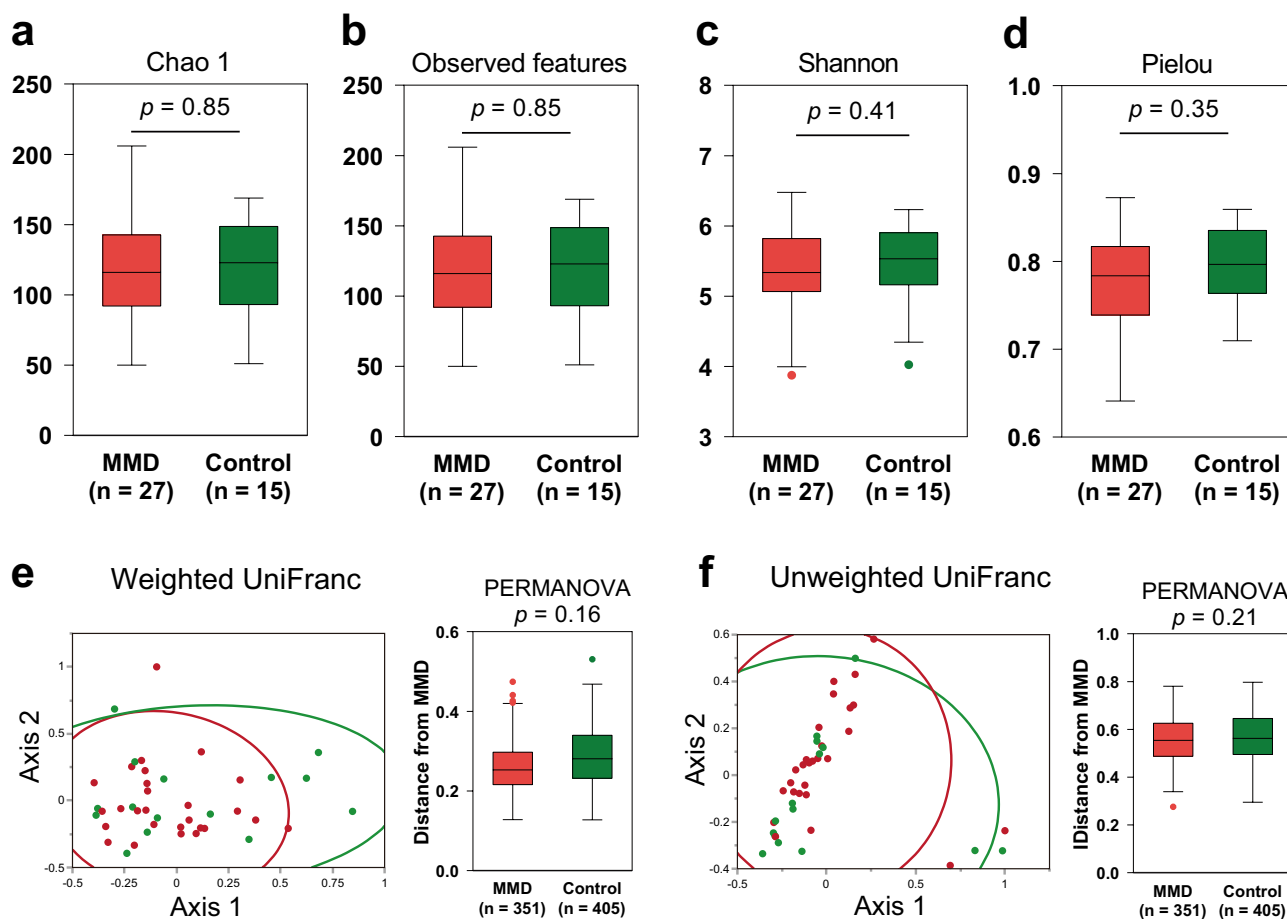 a
Chao 1
p = 0.85
250
200
150
100
50
0
MMD
(n = 27)
Control
(n = 15)
b
Observed features
p = 0.85
250
200
150
100
50
0
MMD
(n = 27)
Control
(n = 15)
c
Shannon
p = 0.41
8
7
6
5
4
3
MMD
(n = 27)
Control
(n = 15)
d
Pielou
p = 0.35
1.0
0.9
0.8
0.7
0.6
MMD
(n = 27)
Control
(n = 15)
e
Weighted UniFranc
Axis 2
1
0.5
0
-0.5
-0.5
-0.25
0
0.25
0.5
0.75
1
Axis 1
PERMANOVA
p = 0.16
Distance from MMD
0.6
0.4
0.2
0.0
MMD
(n = 351)
Control
(n = 405)
f
Unweighted UniFranc
Axis 2
0.6
0.4
0.2
0
-0.2
-0.4
-0.5
0
0.5
1
Axis 1
PERMANOVA
p = 0.21
IDistance from MMD
1.0
0.8
0.6
0.4
0.2
0.0
MMD
(n = 351)
Control
(n = 405)